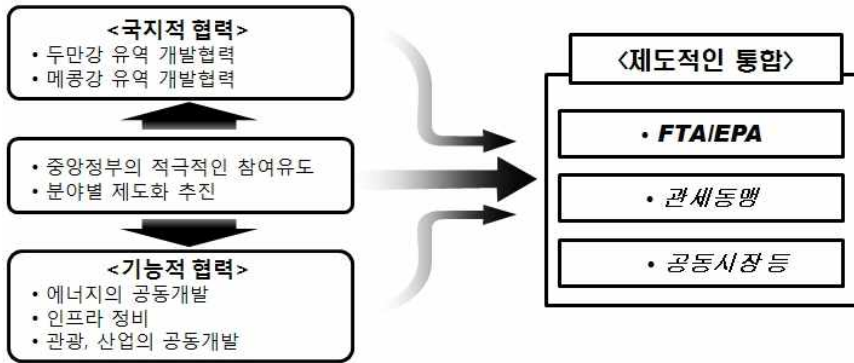 <국지적 협력>
• 두만강 유역 개발협력
• 메콩강 유역 개발협력
• 중앙정부의 적극적인 참여유도
• 분야별 제도화 추진
<기능적 협력>
• 에너지의 공동개발
• 인프라 정비
• 관광, 산업의 공동개발
<제도적인 통합>
• FTA/EPA
• 관세동맹
• 공동시장 등